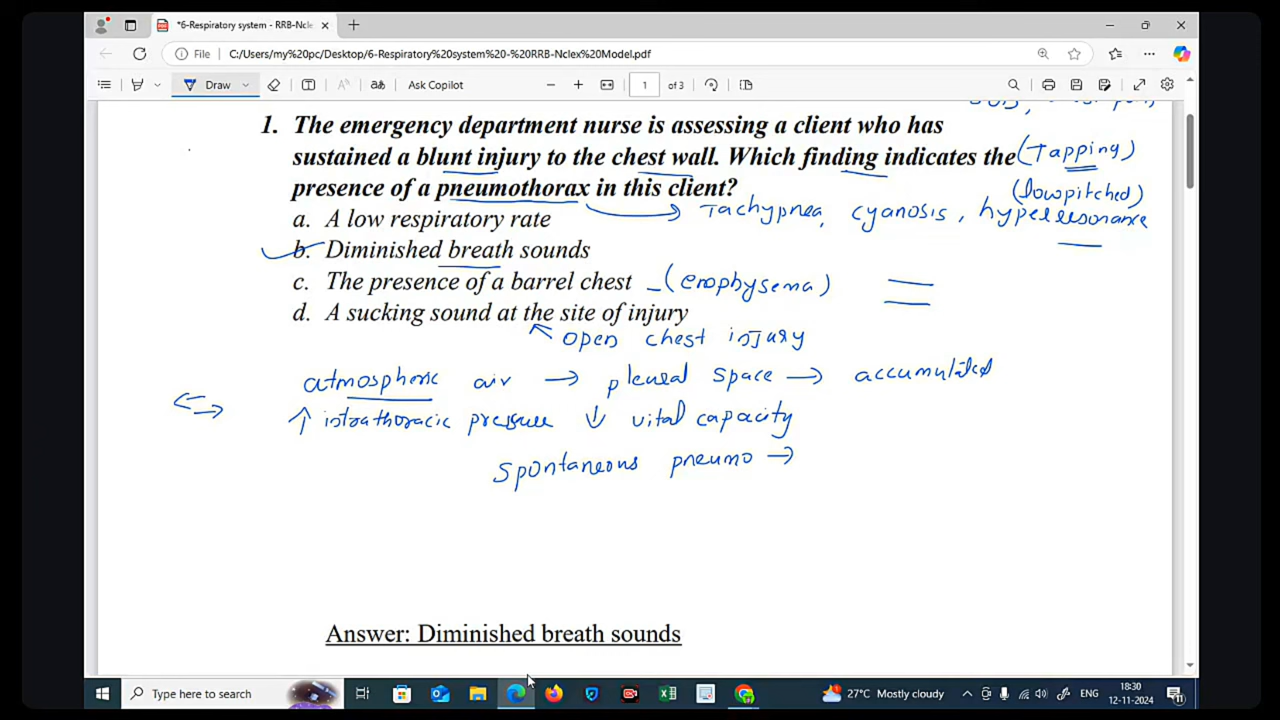 *6-Respiratory system - RRB-Ncle
File
C:/Users/my%20pc/Desktop/6-Respiratory%20system%20-%20RRB-Nclex%20Model.pdf
Draw
Ask Copilot
1 of 3
1. The emergency department nurse is assessing a client who has
sustained a blunt injury to the chest wall. Which finding indicates the (Tapping)
presence of a pneumothorax in this client? (lowpitched)
Tachypnea, cyanosis, hyperresonance
a. A low respiratory rate
b. Diminished breath sounds
c. The presence of a barrel chest (emphysema)
d. A sucking sound at the site of injury
open chest injury
atmospheric air → pleural space → accumulated
↑ intrathoracic pressure ↓ vital capacity
Spontaneous pneumo →
Answer: Diminished breath sounds
Type here to search
27°C Mostly cloudy
ENG
18:30
12-11-2024